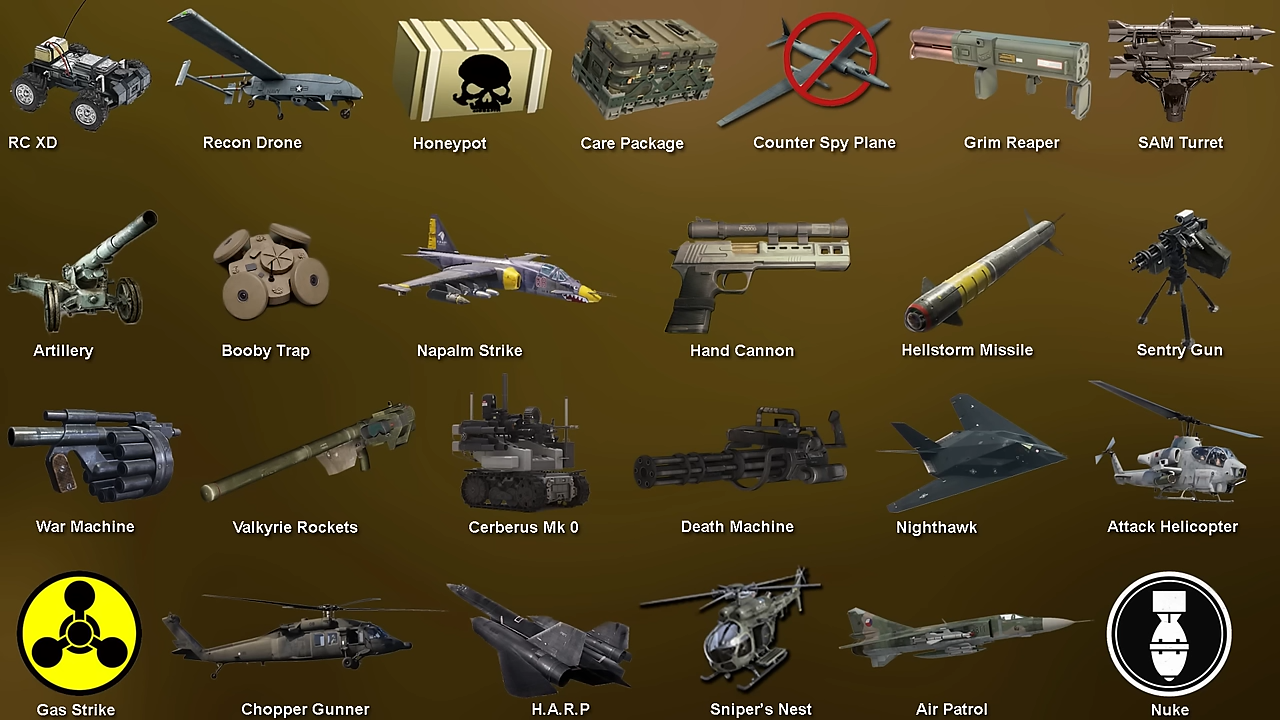 RC XD
Recon Drone
Honeypot
Care Package
Counter Spy Plane
Grim Reaper
SAM Turret
Artillery
Booby Trap
Napalm Strike
Hand Cannon
Hellstorm Missile
Sentry Gun
War Machine
Valkyrie Rockets
Cerberus Mk 0
Death Machine
Nighthawk
Attack Helicopter
Gas Strike
Chopper Gunner
H.A.R.P
Sniper's Nest
Air Patrol
Nuke